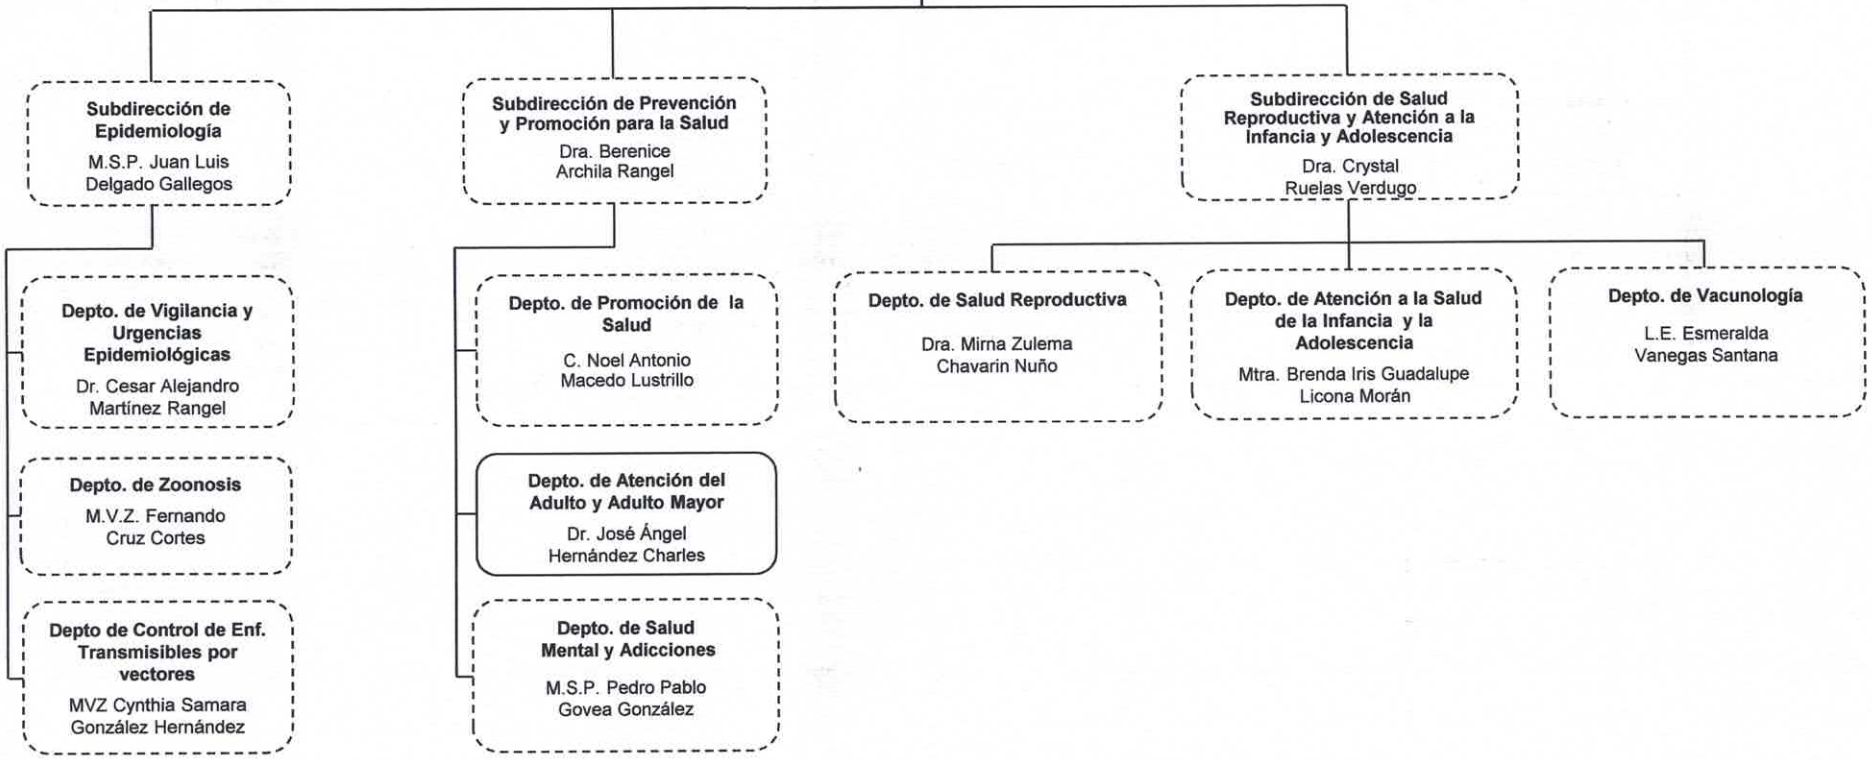 Subdirección de
Epidemiología
M.S.P. Juan Luis
Delgado Gallegos
Subdirección de Prevención
y Promoción para la Salud
Dra. Berenice
Archila Rangel
Subdirección de Salud
Reproductiva y Atención a la
Infancia y Adolescencia
Dra. Crystal
Ruelas Verdugo
Depto. de Vigilancia y
Urgencias
Epidemiológicas
Dr. Cesar Alejandro
Martínez Rangel
Depto. de Zoonosis
M.V.Z. Fernando
Cruz Cortes
Depto de Control de Enf.
Transmisibles por
vectores
MVZ Cynthia Samara
González Hernández
Depto. de Promoción de la
Salud
C. Noel Antonio
Macedo Lustrillo
Depto. de Atención del
Adulto y Adulto Mayor
Dr. José Ángel
Hernández Charles
Depto. de Salud
Mental y Adicciones
M.S.P. Pedro Pablo
Govea González
Depto. de Salud Reproductiva
Dra. Mirna Zulema
Chavarin Nuño
Depto. de Atención a la Salud
de la Infancia y la
Adolescencia
Mtra. Brenda Iris Guadalupe
Licona Morán
Depto. de Vacunología
L.E. Esmeralda
Vanegas Santana